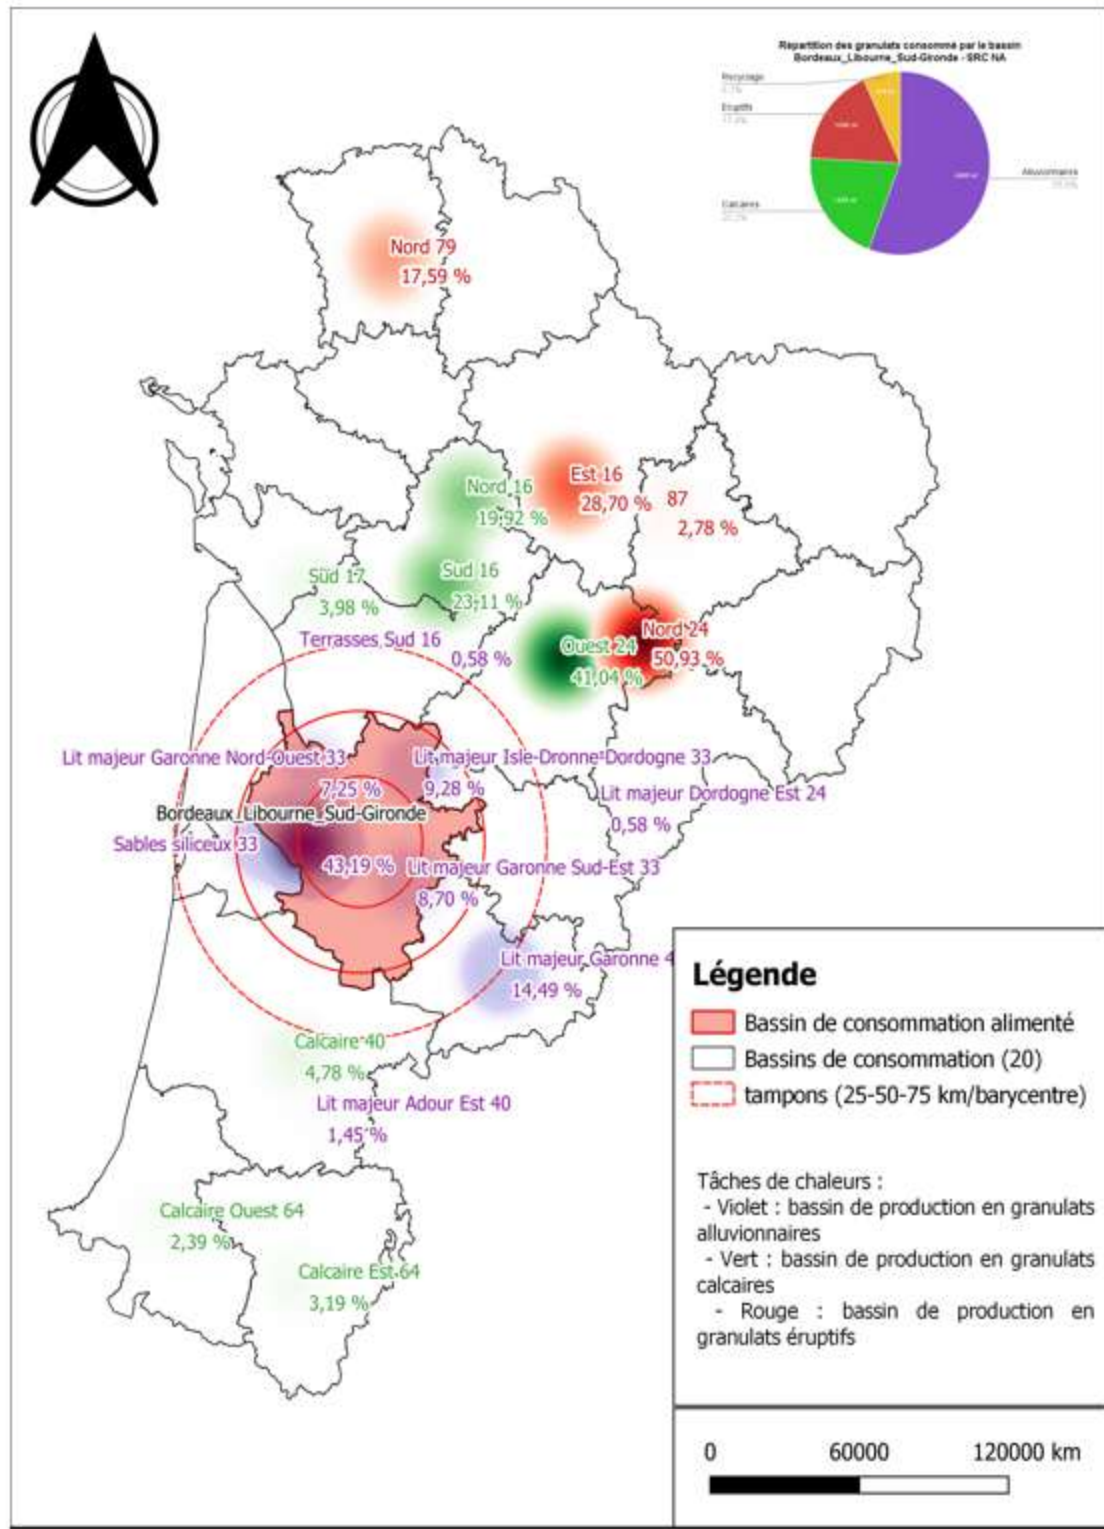 Repartition des granulats consommé par le bassin
Bordeaux_Libourne_Sud-Gironde - SRC NA
Recyclage
Eruptifs
Alluvionnaires
Calcaires
Nord 79
17,59 %
Est 16
28,70 %
Nord 16
19,92 %
87
2,78 %
Sud 17
3,98 %
Sud 16
23,11 %
Terrasses Sud 16
0,58 %
Ouest 24
41,04 %
Nord 24
50,93 %
Lit majeur Garonne Nord-Ouest 33
7,25 %
Lit majeur Isle-Dronne-Dordogne 33
9,28 %
Lit majeur Dordogne Est 24
0,58 %
Bordeaux_Libourne_Sud-Gironde
Sables siliceux 33
43,19 %
Lit majeur Garonne Sud-Est 33
8,70 %
Lit majeur Garonne 4
14,49 %
Calcaire 40
4,78 %
Lit majeur Adour Est 40
1,45 %
Calcaire Ouest 64
2,39 %
Calcaire Est 64
3,19 %
Légende
Bassin de consommation alimenté
Bassins de consommation (20)
tampons (25-50-75 km/barycentre)
Tâches de chaleurs :
- Violet : bassin de production en granulats
alluvionnaires
- Vert : bassin de production en granulats
calcaires
- Rouge : bassin de production en
granulats éruptifs
0 60000 120000 km